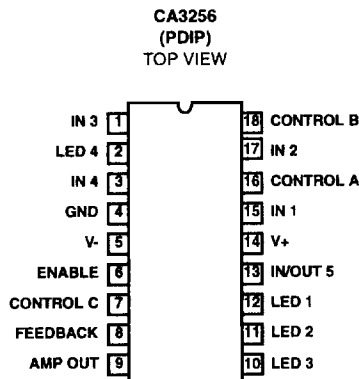 CA3256
(PDIP)
TOP VIEW
IN 3 1 18 CONTROL B
LED 4 2 17 IN 2
IN 4 3 16 CONTROL A
GND 4 15 IN 1
V- 5 14 V+
ENABLE 6 13 IN/OUT 5
CONTROL C 7 12 LED 1
FEEDBACK 8 11 LED 2
AMP OUT 9 10 LED 3